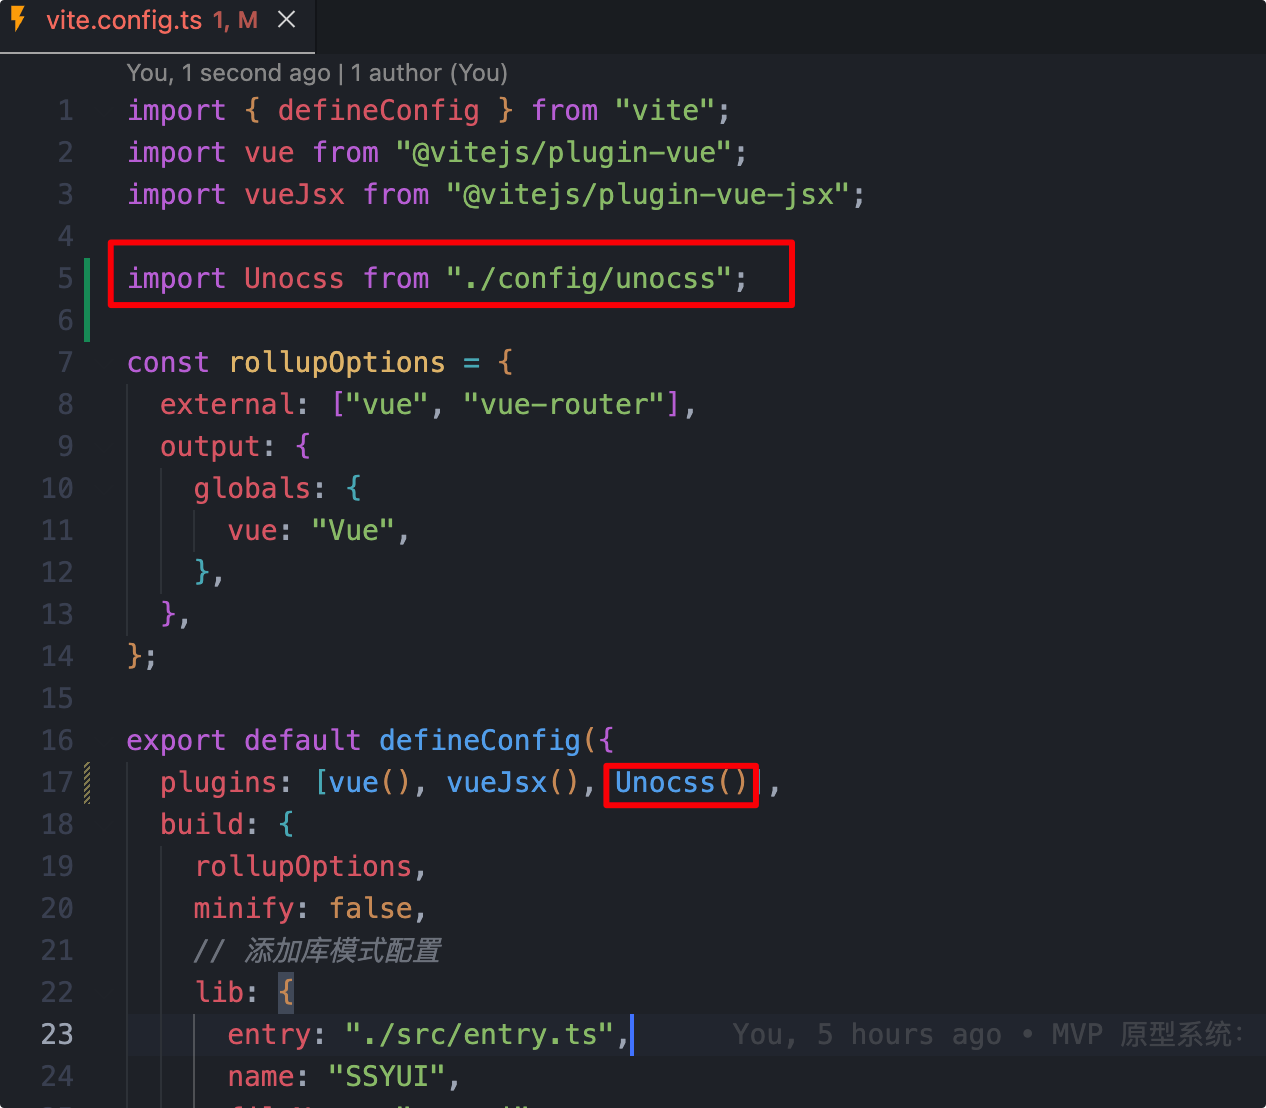 vite.config.ts 1, M
You, 1 second ago | 1 author (You)
1 import { defineConfig } from "vite";
2 import vue from "@vitejs/plugin-vue";
3 import vueJsx from "@vitejs/plugin-vue-jsx";
4
5 import Unocss from "./config/unocss";
6
7 const rollupOptions = {
8 external: ["vue", "vue-router"],
9 output: {
10 globals: {
11 vue: "Vue",
12 },
13 },
14 };
15
16 export default defineConfig({
17 plugins: [vue(), vueJsx(), Unocss()],
18 build: {
19 rollupOptions,
20 minify: false,
21 // 添加库模式配置
22 lib: {
23 entry: "./src/entry.ts", You, 5 hours ago • MVP 原型系统:
24 name: "SSYUI",